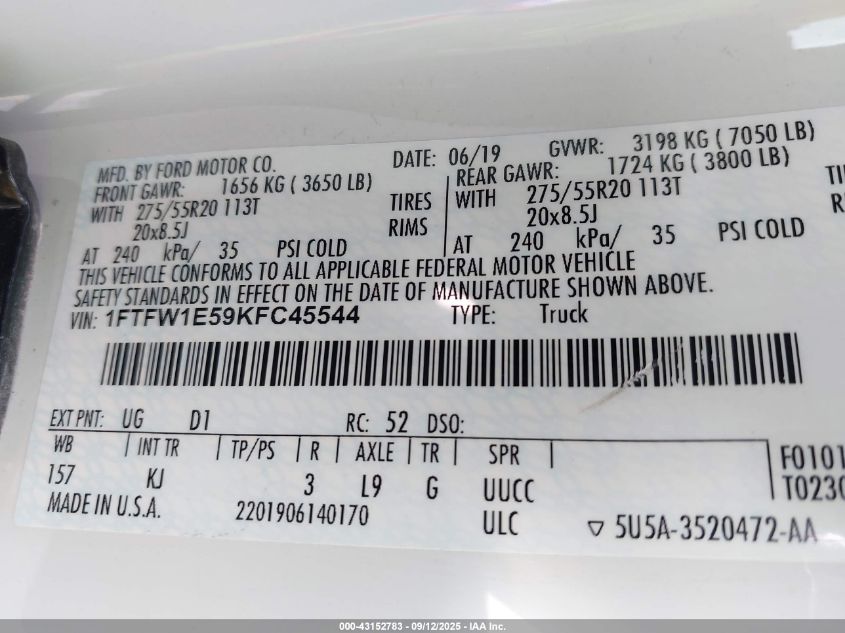 MFD. BY FORD MOTOR CO. DATE: 06/19 GVWR: 3198 KG ( 7050 LB)
FRONT GAWR: 1656 KG ( 3650 LB) REAR GAWR: 1724 KG ( 3800 LB)
WITH 275/55R20 113T TIRES WITH 275/55R20 113T TI
20x8.5J RIMS 20x8.5J R
AT 240 kPa/ 35 PSI COLD AT 240 kPa/ 35 PSI COLD
THIS VEHICLE CONFORMS TO ALL APPLICABLE FEDERAL MOTOR VEHICLE
SAFETY STANDARDS IN EFFECT ON THE DATE OF MANUFACTURE SHOWN ABOVE.
VIN: 1FTFW1E59KFC45544 TYPE: Truck
EXT PNT: UG D1 RC: 52 DSO:
WB | INT TR | TP/PS | R | AXLE | TR | SPR | F0101
157 KJ 3 L9 G UUCC T0230
MADE IN U.S.A. 2201906140170 ULC ▽ 5U5A-3520472-AA
000-43152783 - 09/12/2025 - IAA Inc.